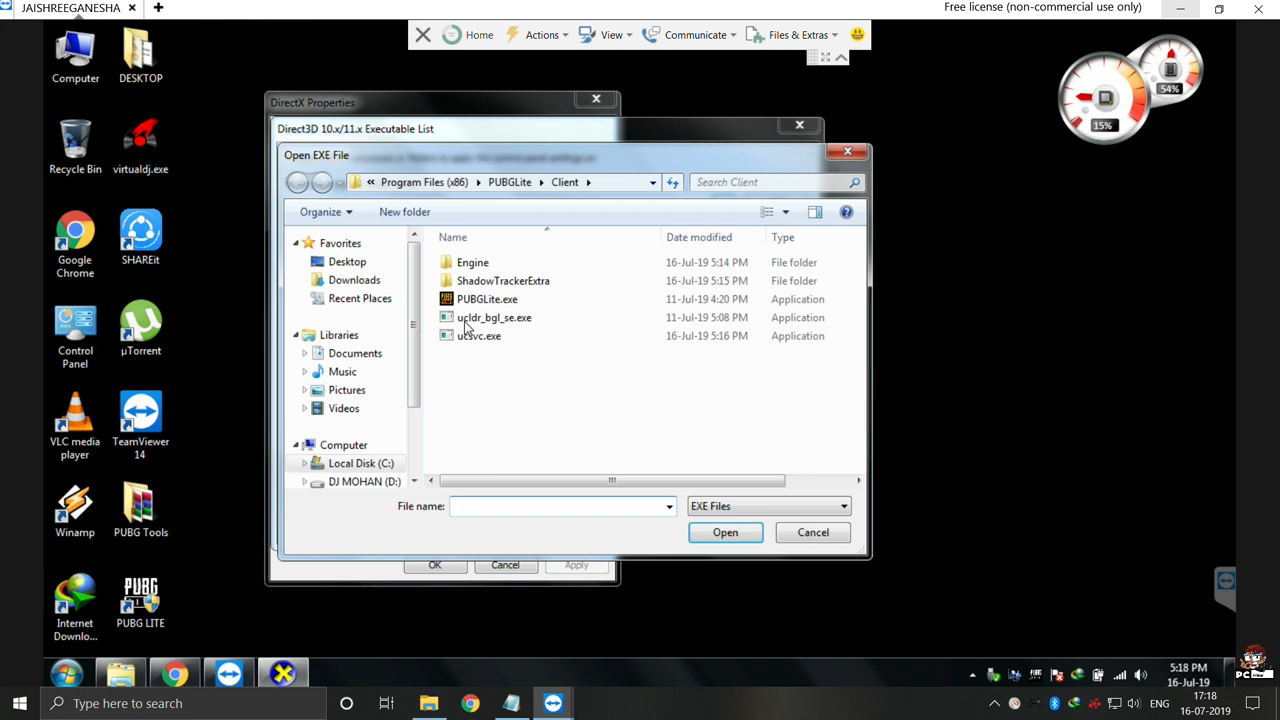 JAISHREEGANESHA
Free license (non-commercial use only)
Home
Actions
View
Communicate
Files & Extras
Computer
DESKTOP
Recycle Bin
virtualdj.exe
Google
Chrome
SHAREit
Control
Panel
µTorrent
VLC media
player
TeamViewer
14
Winamp
PUBG Tools
Internet
Downlo...
PUBG LITE
54%
15%
DirectX Properties
Direct3D 10.x/11.x Executable List
Open EXE File
« Program Files (x86) PUBGLite Client
Search Client
Organize
New folder
Name
Date modified
Type
Favorites
Desktop
Downloads
Recent Places
Libraries
Documents
Music
Pictures
Videos
Computer
Local Disk (C:)
DJ MOHAN (D:)
Engine 16-Jul-19 5:14 PM File folder
ShadowTrackerExtra 16-Jul-19 5:15 PM File folder
PUBGLite.exe 11-Jul-19 4:20 PM Application
ucldr_bgl_se.exe 11-Jul-19 5:08 PM Application
ucsvc.exe 16-Jul-19 5:16 PM Application
File name:
EXE Files
Open
Cancel
OK
Cancel
Apply
5:18 PM
16-Jul-19
Type here to search
ENG
17:18
16-07-2019